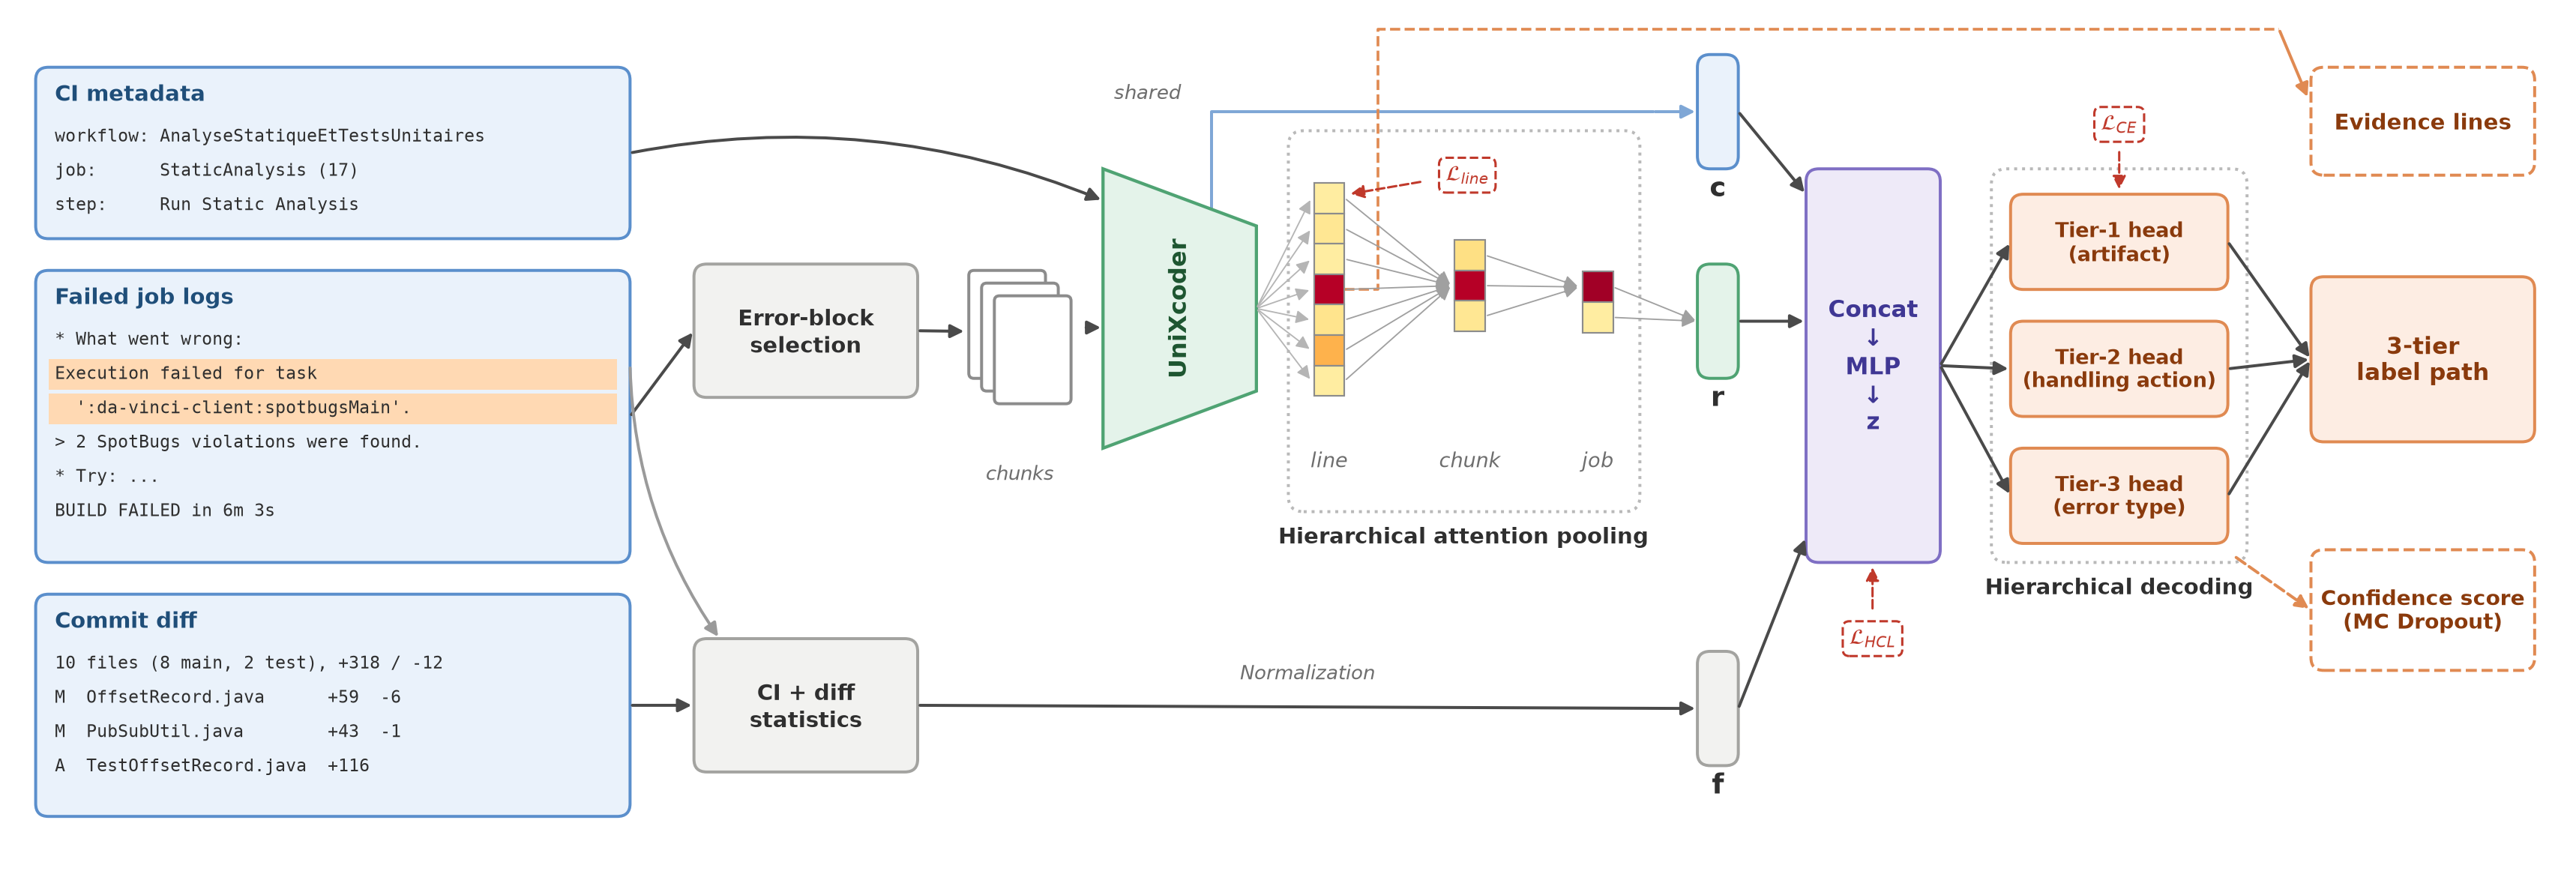 CI metadata
workflow: AnalyseStatiqueEtTestsUnitaires
job:      StaticAnalysis (17)
step:     Run Static Analysis
Failed job logs
* What went wrong:
Execution failed for task
':da-vinci-client:spotbugsMain'.
> 2 SpotBugs violations were found.
* Try: ...
BUILD FAILED in 6m 3s
Commit diff
10 files (8 main, 2 test), +318 / -12
M  OffsetRecord.java      +59  -6
M  PubSubUtil.java        +43  -1
A  TestOffsetRecord.java  +116
Error-block
selection
CI + diff
statistics
chunks
shared
UniXcoder
ℒline
line
chunk
job
Hierarchical attention pooling
Normalization
c
r
f
Concat
↓
MLP
↓
z
ℒHCL
ℒCE
Tier-1 head
(artifact)
Tier-2 head
(handling action)
Tier-3 head
(error type)
Hierarchical decoding
Evidence lines
3-tier
label path
Confidence score
(MC Dropout)